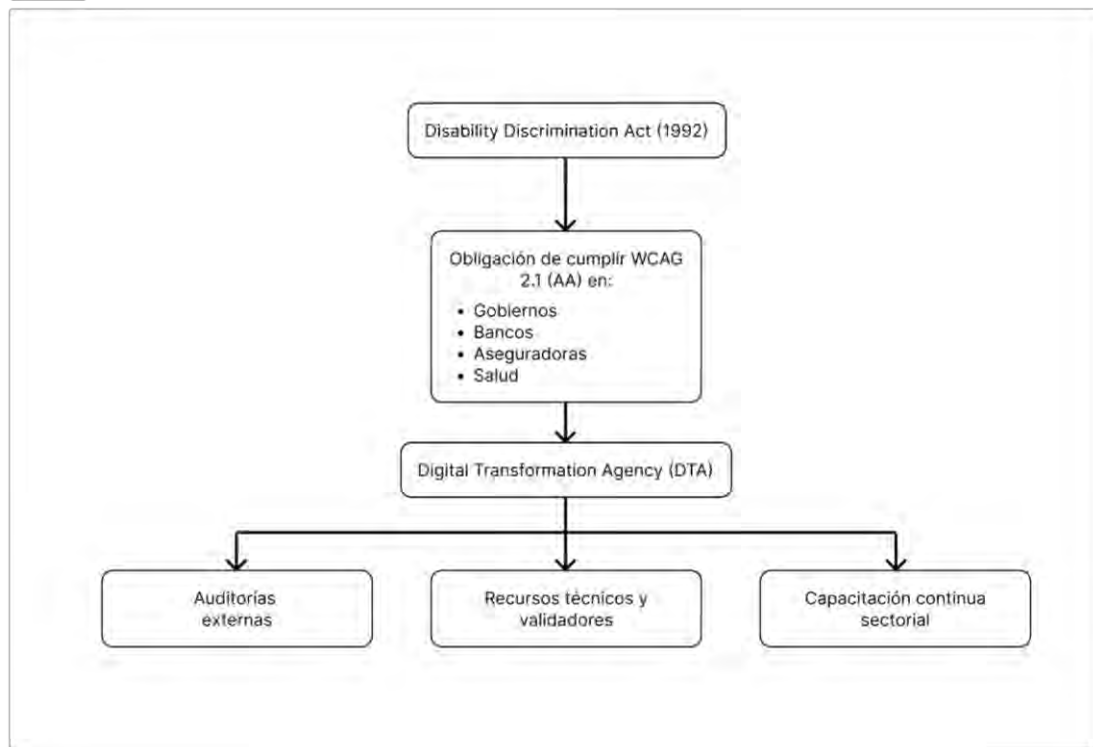 Disability Discrimination Act (1992)
Obligación de cumplir WCAG
2.1 (AA) en:
• Gobiernos
• Bancos
• Aseguradoras
• Salud
Digital Transformation Agency (DTA)
Auditorías
externas
Recursos técnicos y
validadores
Capacitación continua
sectorial